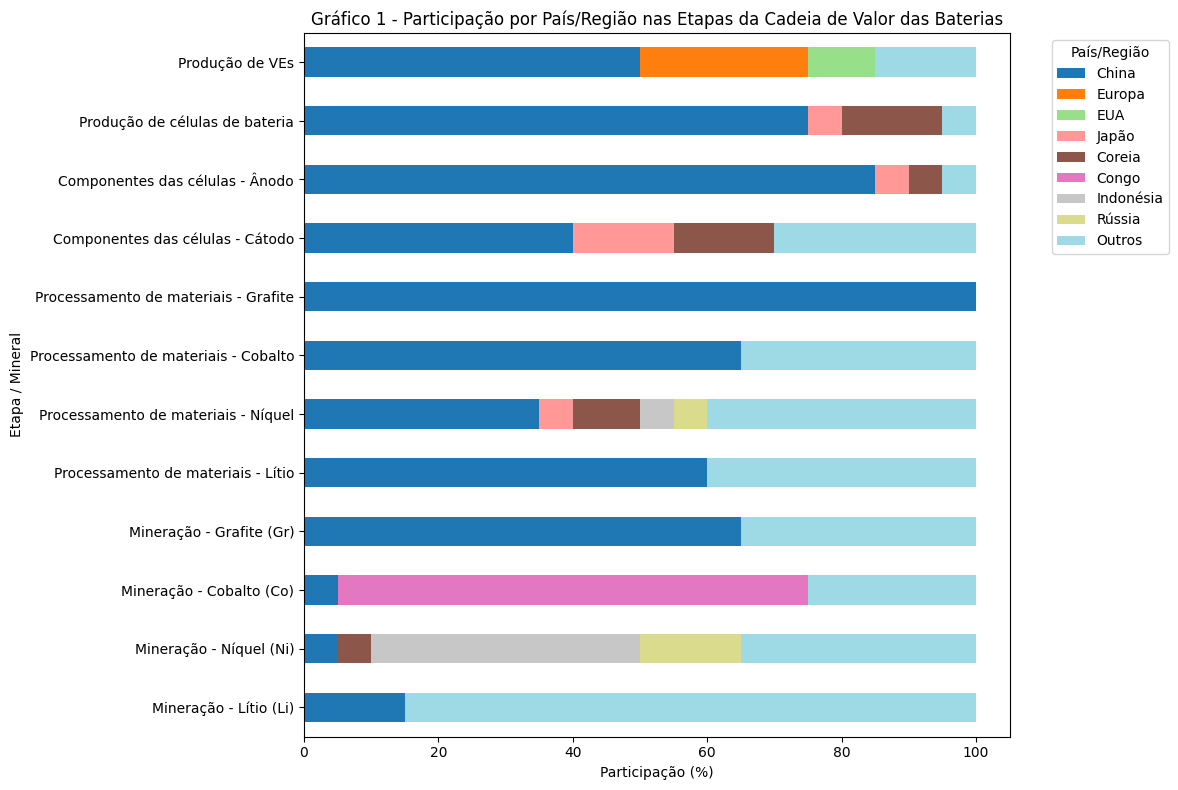 Gráfico 1 - Participação por País/Região nas Etapas da Cadeia de Valor das Baterias
Produção de VEs
Produção de células de bateria
Componentes das células - Ânodo
Componentes das células - Cátodo
Processamento de materiais - Grafite
Processamento de materiais - Cobalto
Processamento de materiais - Níquel
Processamento de materiais - Lítio
Mineração - Grafite (Gr)
Mineração - Cobalto (Co)
Mineração - Níquel (Ni)
Mineração - Lítio (Li)
Etapa / Mineral
0 20 40 60 80 100
Participação (%)
País/Região
China
Europa
EUA
Japão
Coreia
Congo
Indonésia
Rússia
Outros